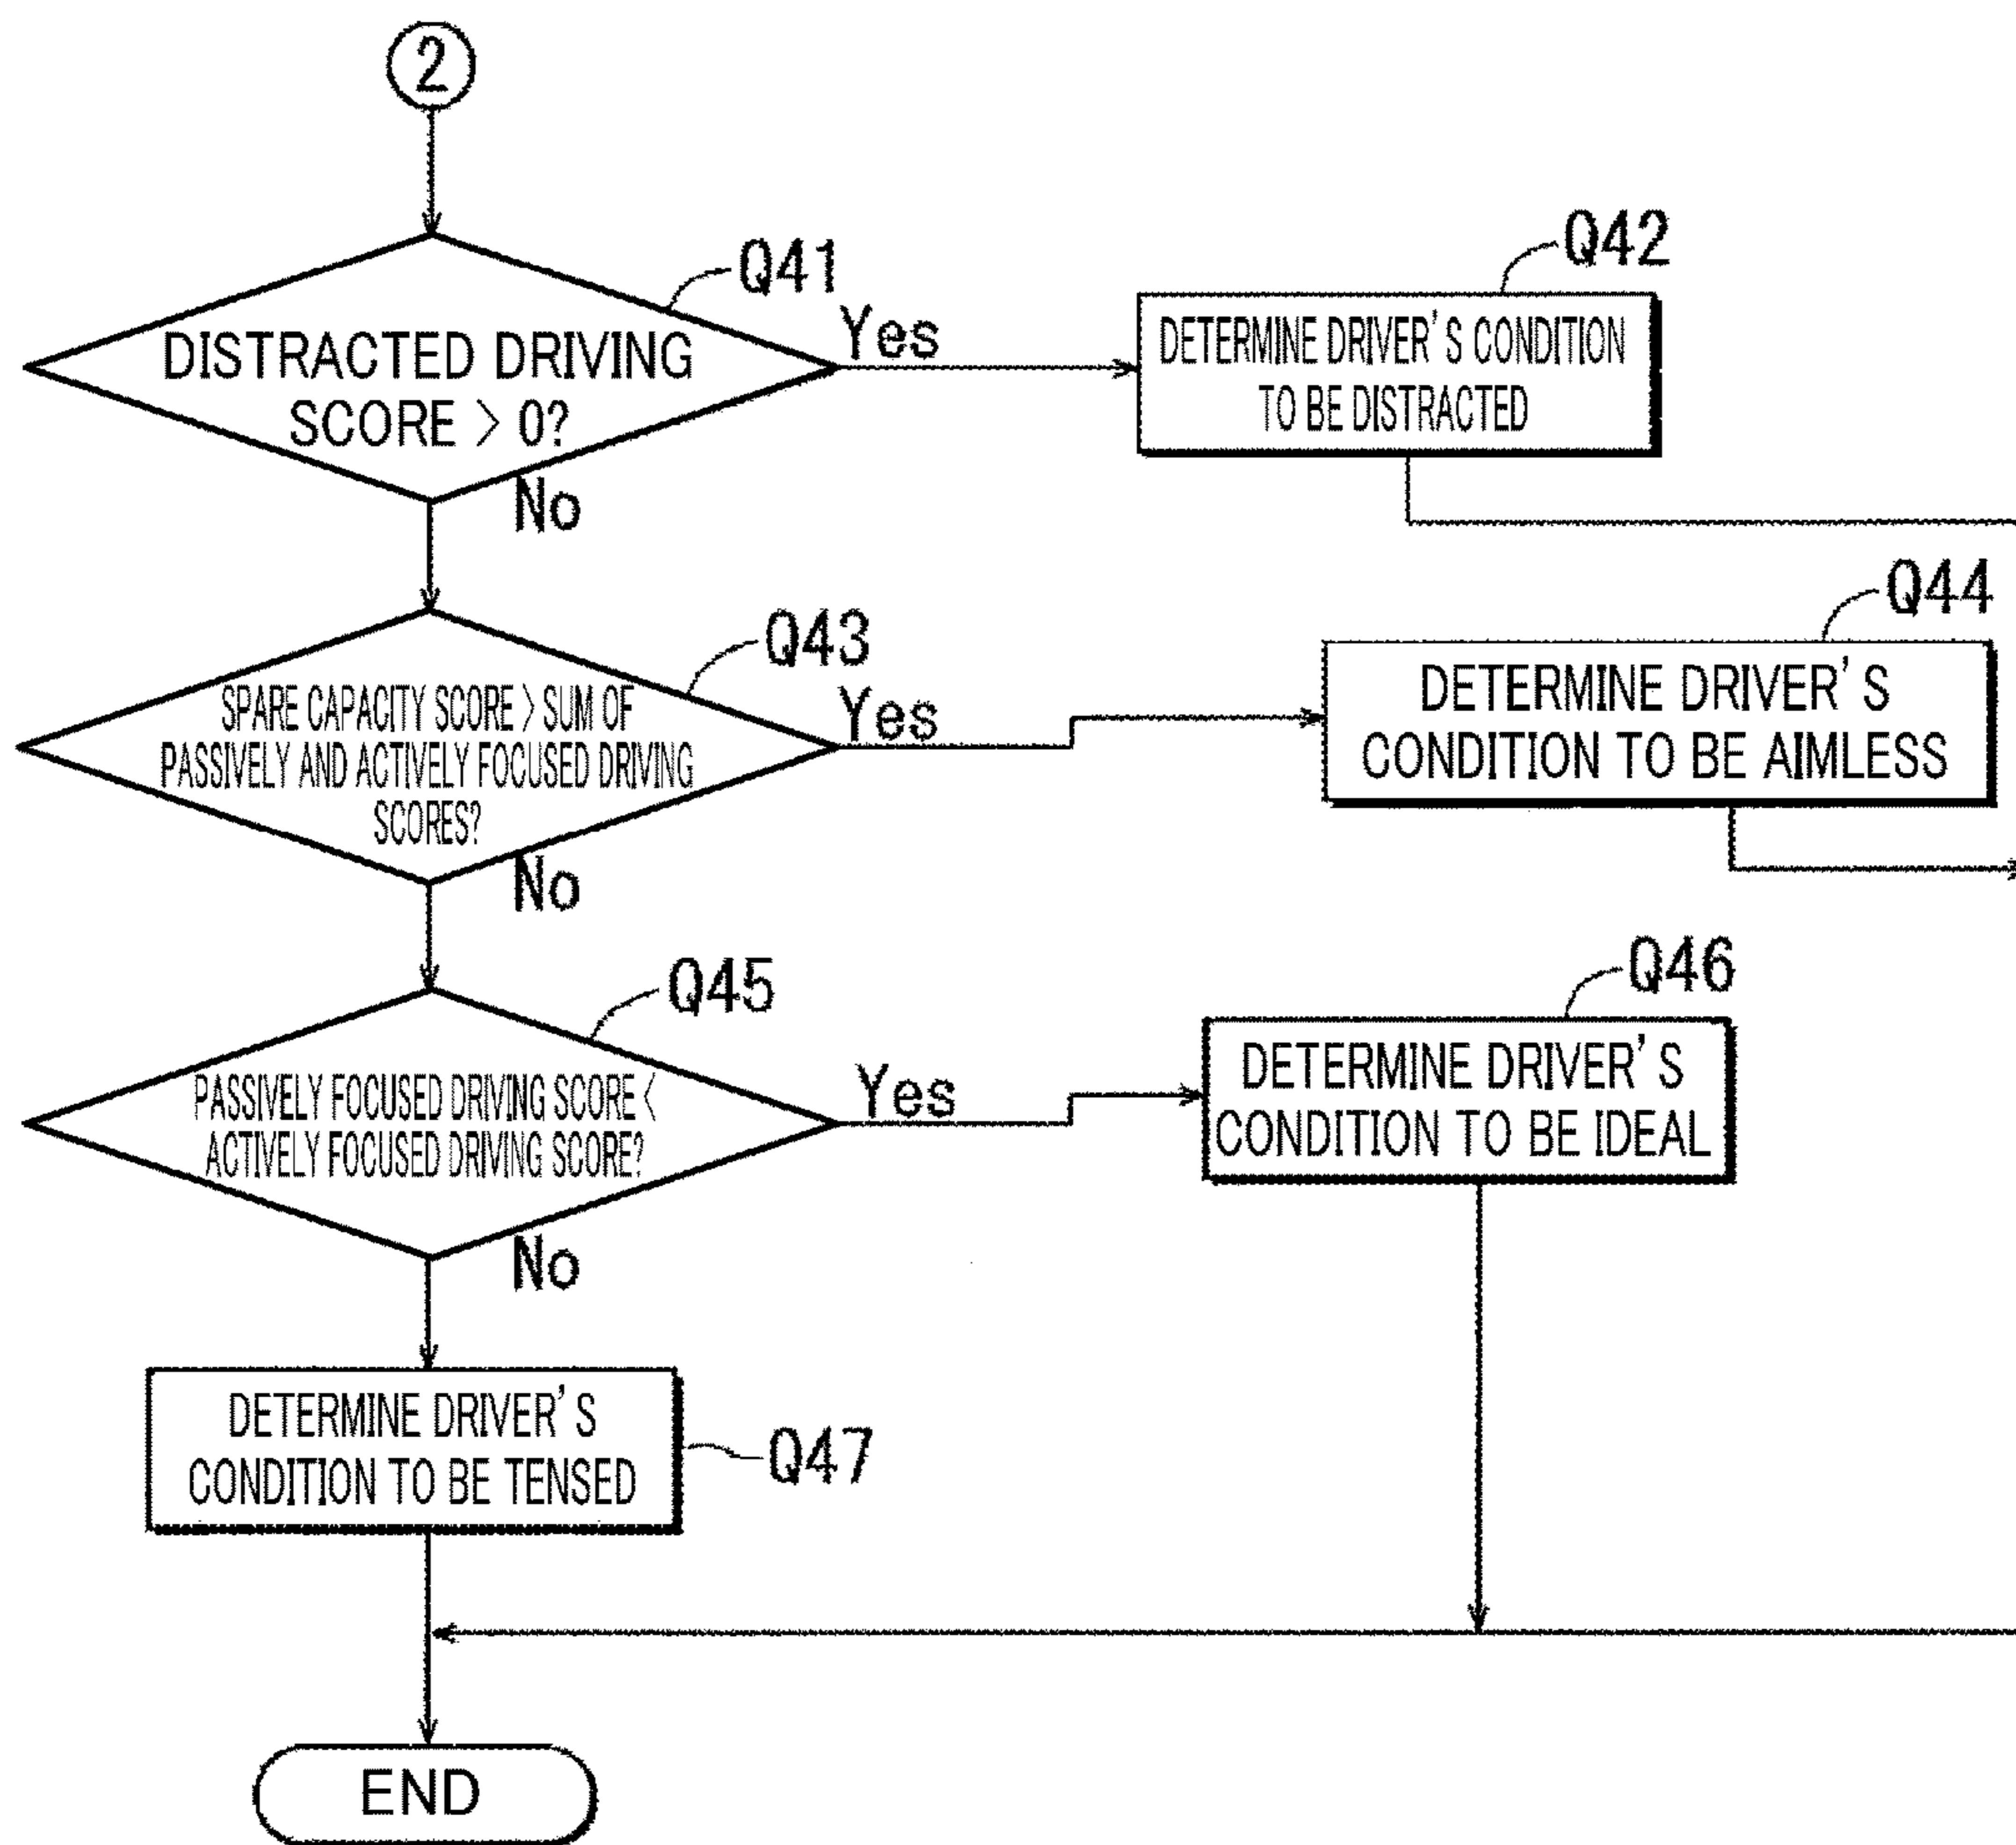 2
Q41
DISTRACTED DRIVING
SCORE > 0?
Yes
No
Q42
DETERMINE DRIVER'S CONDITION
TO BE DISTRACTED
Q43
SPARE CAPACITY SCORE > SUM OF
PASSIVELY AND ACTIVELY FOCUSED DRIVING
SCORES?
Yes
No
Q44
DETERMINE DRIVER'S
CONDITION TO BE AIMLESS
Q45
PASSIVELY FOCUSED DRIVING SCORE <
ACTIVELY FOCUSED DRIVING SCORE?
Yes
No
Q46
DETERMINE DRIVER'S
CONDITION TO BE IDEAL
DETERMINE DRIVER'S
CONDITION TO BE TENSED
Q47
END